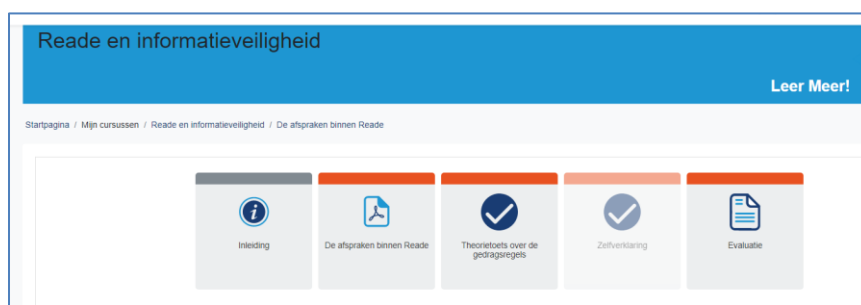 Reade en informatieveiligheid
Leer Meer!
Startpagina / Mijn cursussen / Reade en informatieveiligheid / De afspraken binnen Reade
Inleiding
De afspraken binnen Reade
Theorietoets over de
gedragsregels
Zelfverklaring
Evaluatie